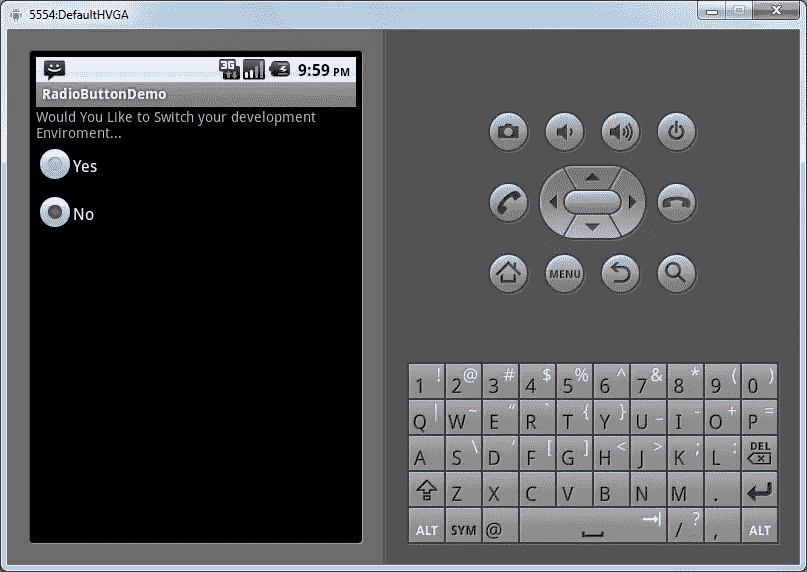 5554:DefaultHVGA
3G 9:59 PM
RadioButtonDemo
Would You Like to Switch your development
Enviroment...
Yes
No
MENU
1 ! 2 @ 3 # 4 $ 5 % 6 ^ 7 & 8 * 9 ( 0 )
Q | W ~ E " R ` T { Y } U _ I - O + P =
A S \ D ' F [ G ] H < J > K ; L : DEL
Z X C V B N M .
ALT SYM @ / ? , ALT